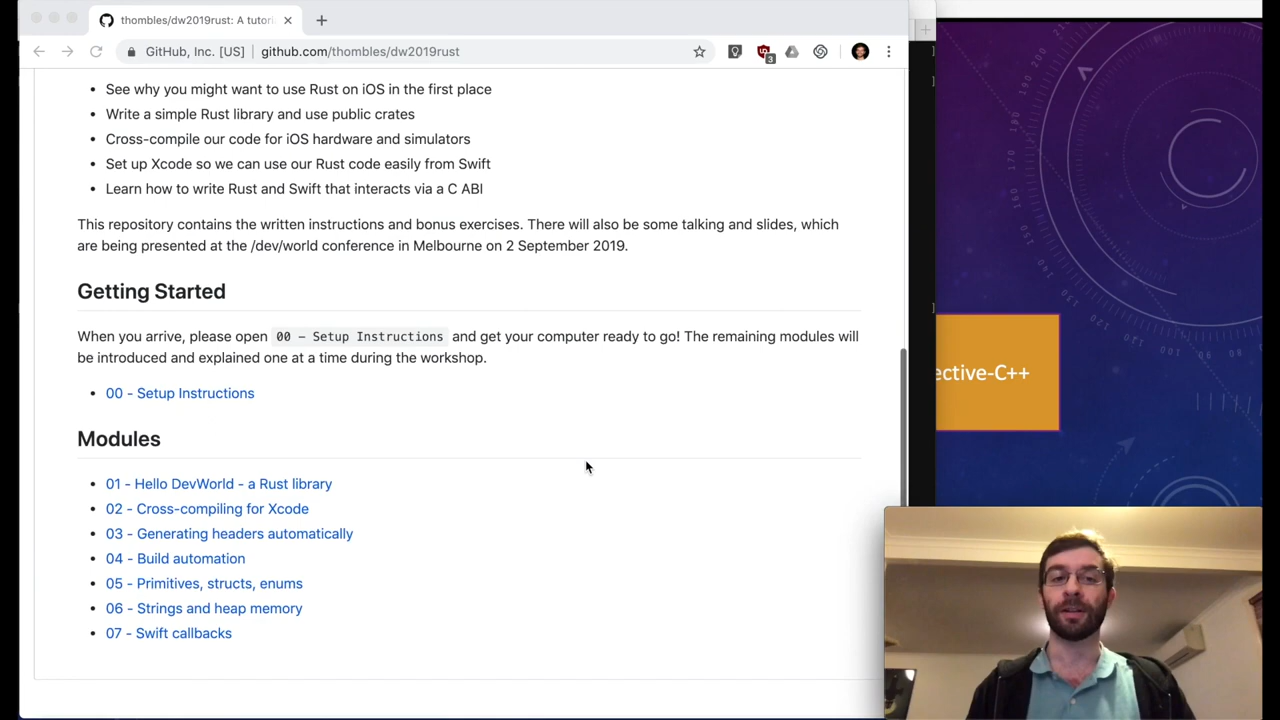 thombles/dw2019rust: A tutori
GitHub, Inc. [US] | github.com/thombles/dw2019rust
3
• See why you might want to use Rust on iOS in the first place
• Write a simple Rust library and use public crates
• Cross-compile our code for iOS hardware and simulators
• Set up Xcode so we can use our Rust code easily from Swift
• Learn how to write Rust and Swift that interacts via a C ABI
This repository contains the written instructions and bonus exercises. There will also be some talking and slides, which
are being presented at the /dev/world conference in Melbourne on 2 September 2019.
Getting Started
When you arrive, please open 00 – Setup Instructions and get your computer ready to go! The remaining modules will
be introduced and explained one at a time during the workshop.
• 00 - Setup Instructions
ective-C++
Modules
• 01 - Hello DevWorld - a Rust library
• 02 - Cross-compiling for Xcode
• 03 - Generating headers automatically
• 04 - Build automation
• 05 - Primitives, structs, enums
• 06 - Strings and heap memory
• 07 - Swift callbacks